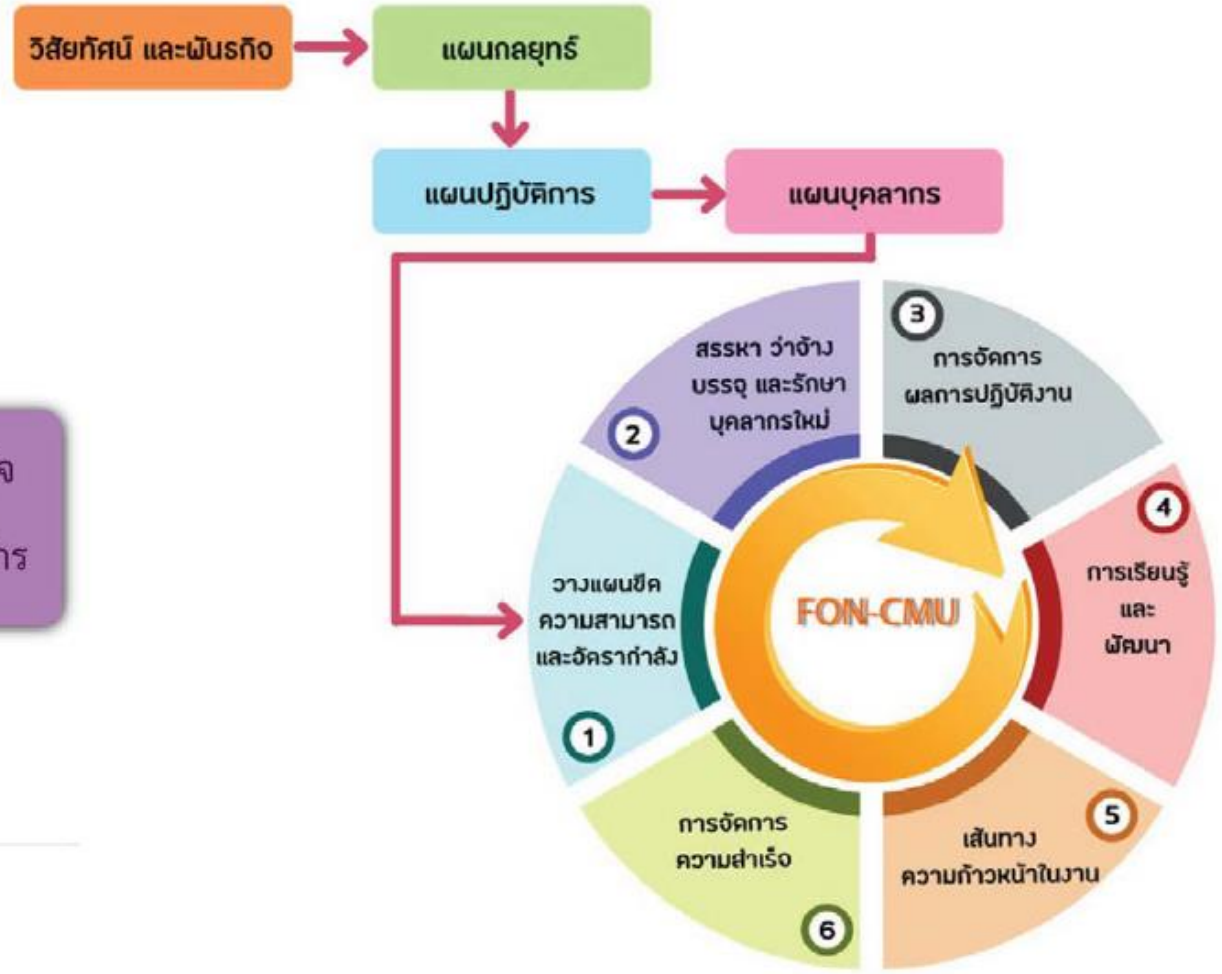 วิสัยทัศน์ และพันธกิจ
แผนกลยุทธ์
แผนปฏิบัติการ
แผนบุคลากร
1
วางแผนขีด
ความสามารถ
และอัตรากำลัง
2
สรรหา ว่าจ้าง
บรรจุ และรักษา
บุคลากรใหม่
3
การจัดการ
ผลการปฏิบัติงาน
4
การเรียนรู้
และ
พัฒนา
5
เส้นทาง
ความก้าวหน้าในงาน
6
การจัดการ
ความสำเร็จ
FON-CMU